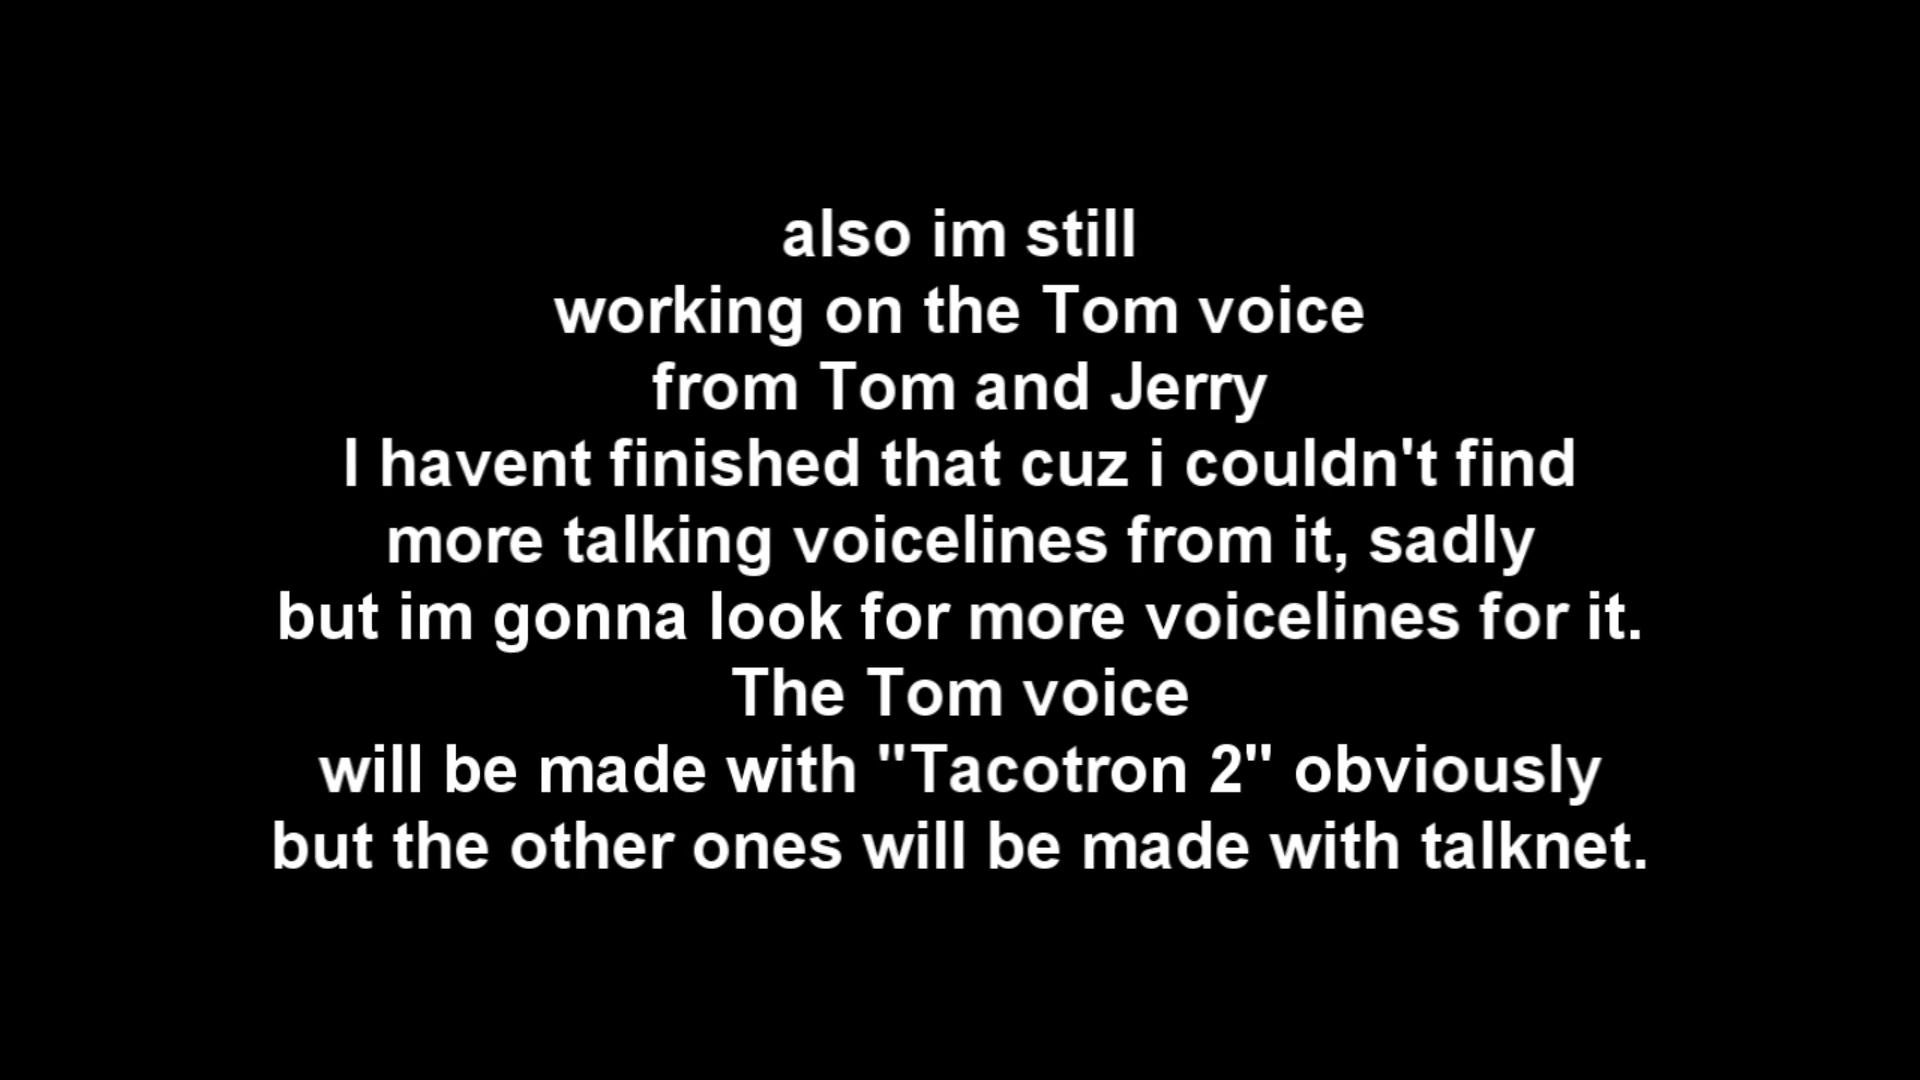 also im still
working on the Tom voice
from Tom and Jerry
I havent finished that cuz i couldn't find
more talking voicelines from it, sadly
but im gonna look for more voicelines for it.
The Tom voice
will be made with "Tacotron 2" obviously
but the other ones will be made with talknet.